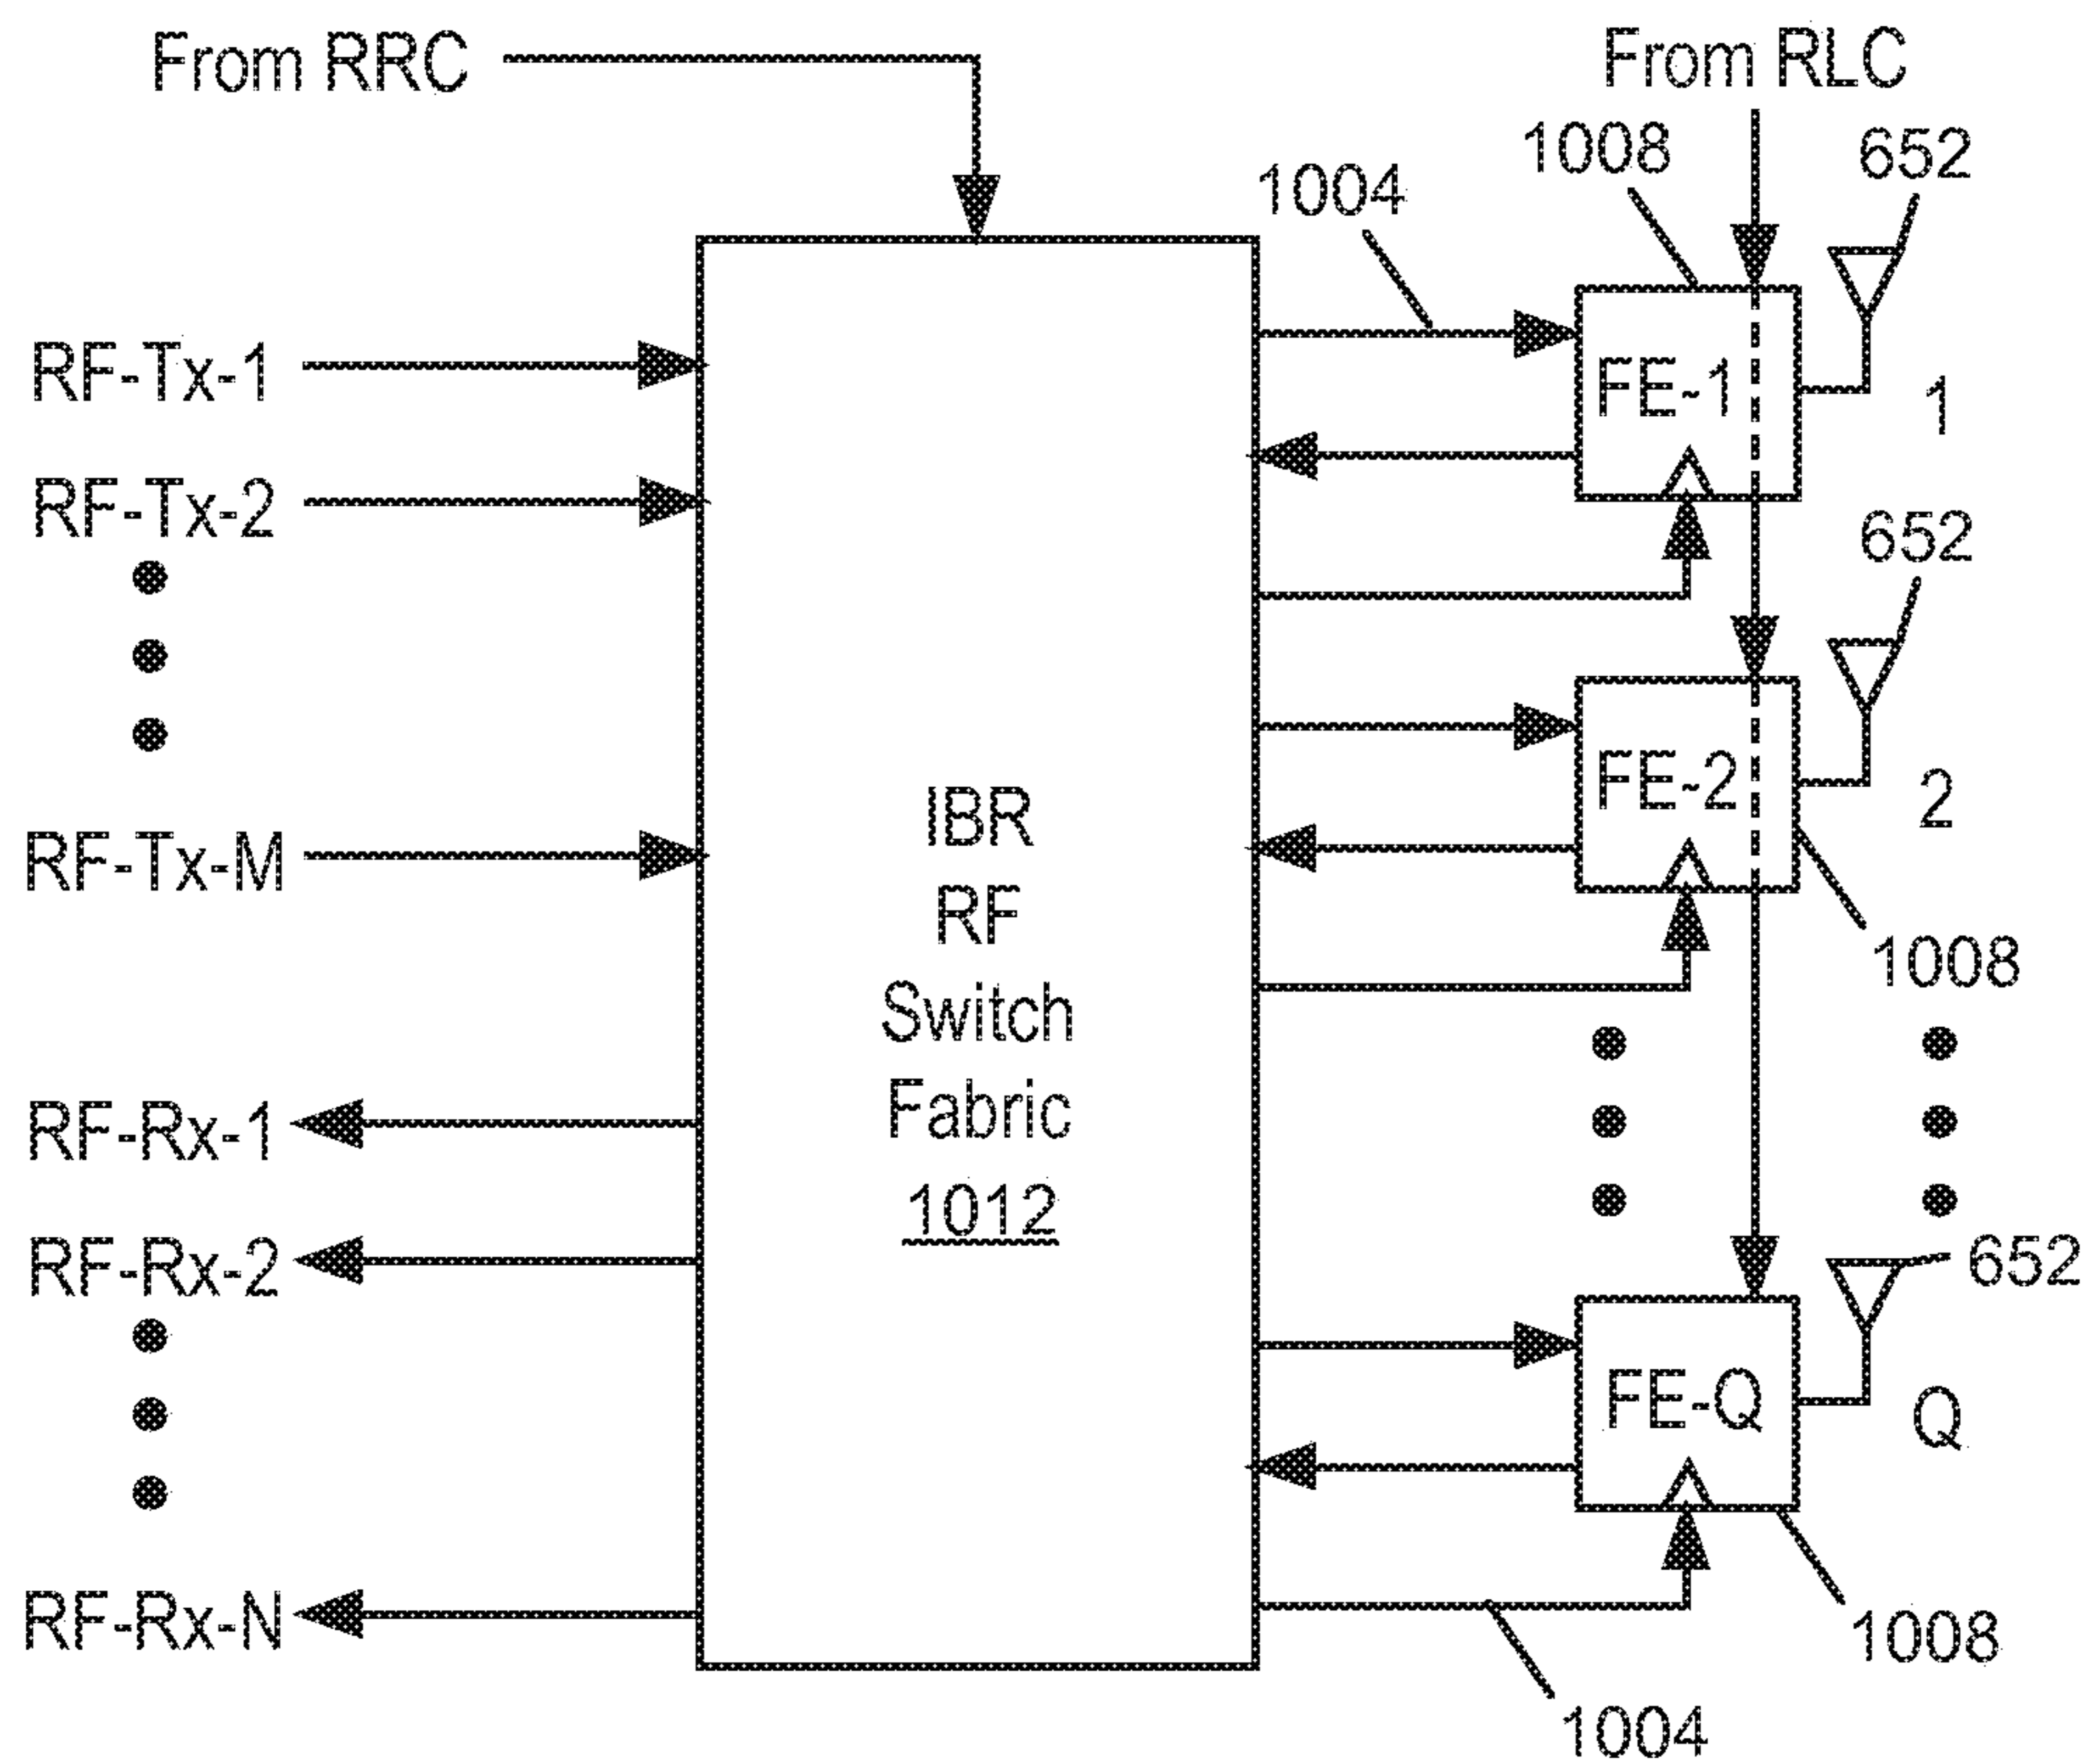 From RRC
From RLC
1008
652
1004
RF-Tx-1
FE-1
1
RF-Tx-2
652
FE-2
2
RF-Tx-M
IBR
RF
Switch
Fabric
1012
1008
RF-Rx-1
RF-Rx-2
652
FE-Q
Q
RF-Rx-N
1008
1004